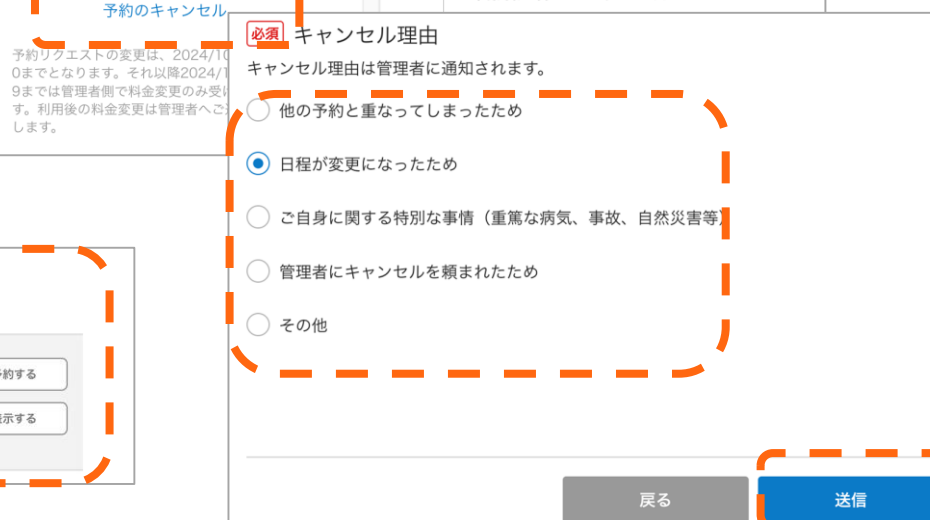 予約のキャンセル
予約リクエストの変更は、2024/10
0までとなります。それ以降2024/1
9までは管理者側で料金変更のみ受
す。利用後の料金変更は管理者へご
します。
約する
示する
必須 キャンセル理由
キャンセル理由は管理者に通知されます。
他の予約と重なってしまったため
日程が変更になったため
ご自身に関する特別な事情（重篤な病気、事故、自然災害等）
管理者にキャンセルを頼まれたため
その他
戻る
送信